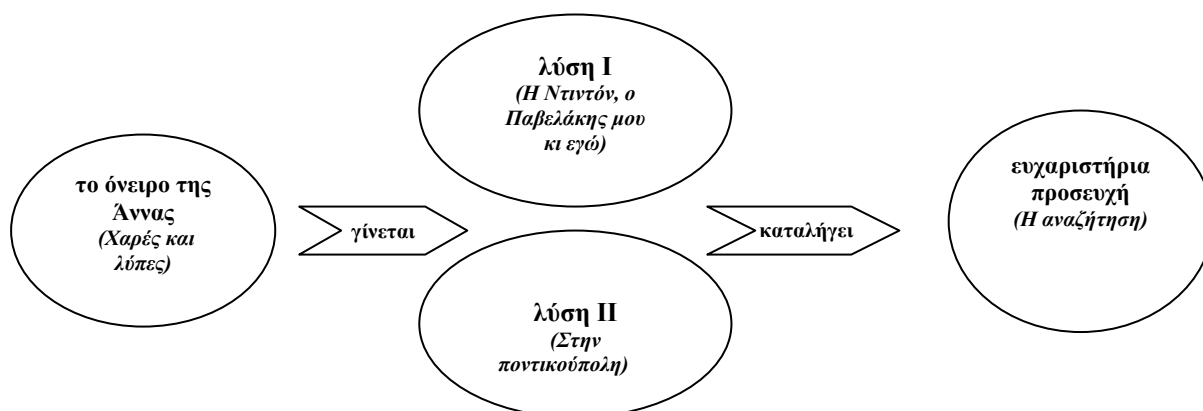 το όνειρο της
Άννας
(Χαρές και
λύπες)
γίνεται
λύση Ι
(Η Ντιντόν, ο
Παβελάκης μου
κι εγώ)
λύση ΙΙ
(Στην
ποντικούπολη)
καταλήγει
ευχαριστήρια
προσευχή
(Η αναζήτηση)